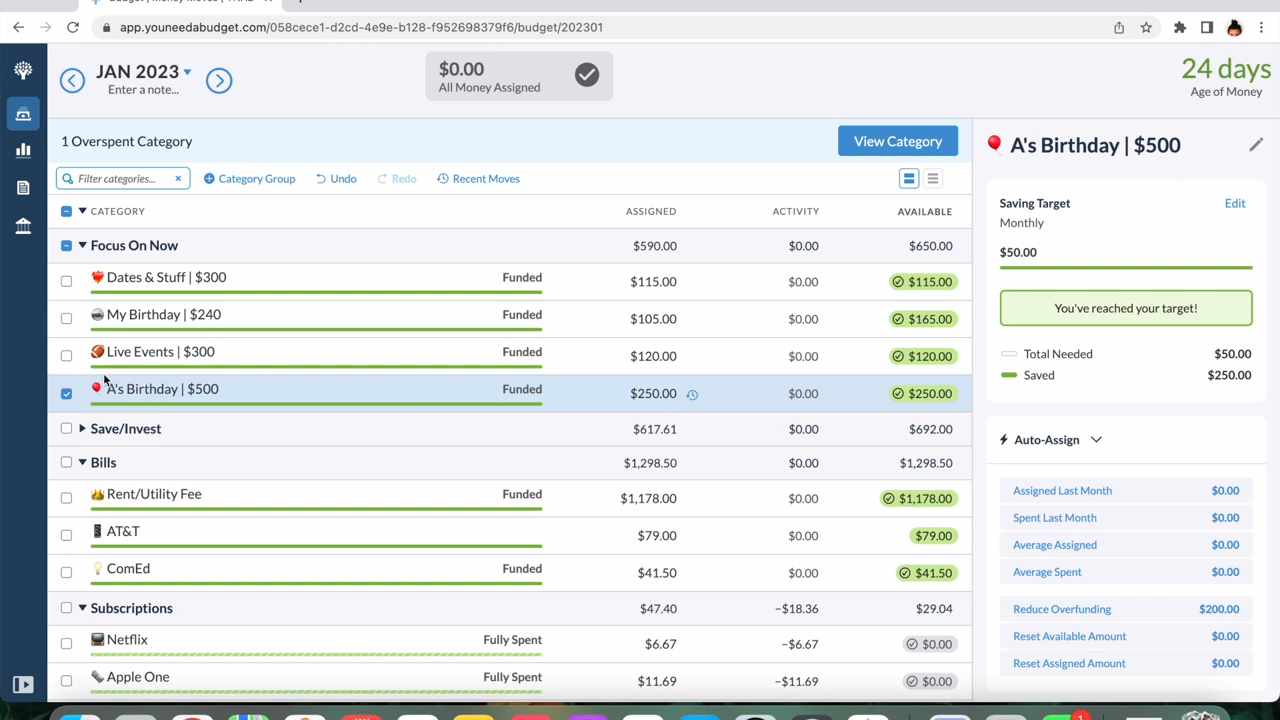 app.youneedabudget.com/058cece1-d2cd-4e9e-b128-f952698379f6/budget/202301
JAN 2023
Enter a note...
$0.00
All Money Assigned
24 days
Age of Money
1 Overspent Category
View Category
Filter categories...
Category Group
Undo
Redo
Recent Moves
CATEGORY ASSIGNED ACTIVITY AVAILABLE
Focus On Now $590.00 $0.00 $650.00
Dates & Stuff | $300 Funded $115.00 $0.00 $115.00
My Birthday | $240 Funded $105.00 $0.00 $165.00
Live Events | $300 Funded $120.00 $0.00 $120.00
A's Birthday | $500 Funded $250.00 $0.00 $250.00
Save/Invest $617.61 $0.00 $692.00
Bills $1,298.50 $0.00 $1,298.50
Rent/Utility Fee Funded $1,178.00 $0.00 $1,178.00
AT&T $79.00 $0.00 $79.00
ComEd Funded $41.50 $0.00 $41.50
Subscriptions $47.40 −$18.36 $29.04
Netflix Fully Spent $6.67 −$6.67 $0.00
Apple One Fully Spent $11.69 −$11.69 $0.00
A's Birthday | $500
Saving Target Edit
Monthly
$50.00
You've reached your target!
Total Needed $50.00
Saved $250.00
Auto-Assign
Assigned Last Month $0.00
Spent Last Month $0.00
Average Assigned $0.00
Average Spent $0.00
Reduce Overfunding $200.00
Reset Available Amount $0.00
Reset Assigned Amount $0.00
1